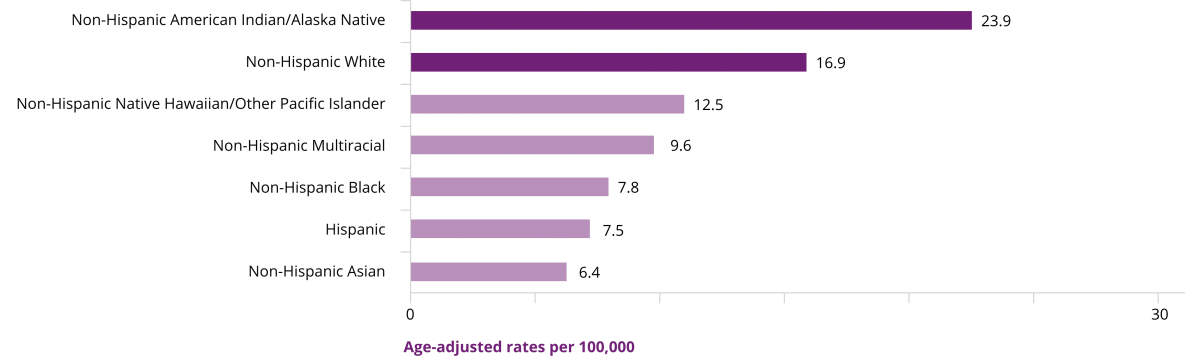 Non-Hispanic American Indian/Alaska Native 23.9
Non-Hispanic White 16.9
Non-Hispanic Native Hawaiian/Other Pacific Islander 12.5
Non-Hispanic Multiracial 9.6
Non-Hispanic Black 7.8
Hispanic 7.5
Non-Hispanic Asian 6.4
0 30
Age-adjusted rates per 100,000